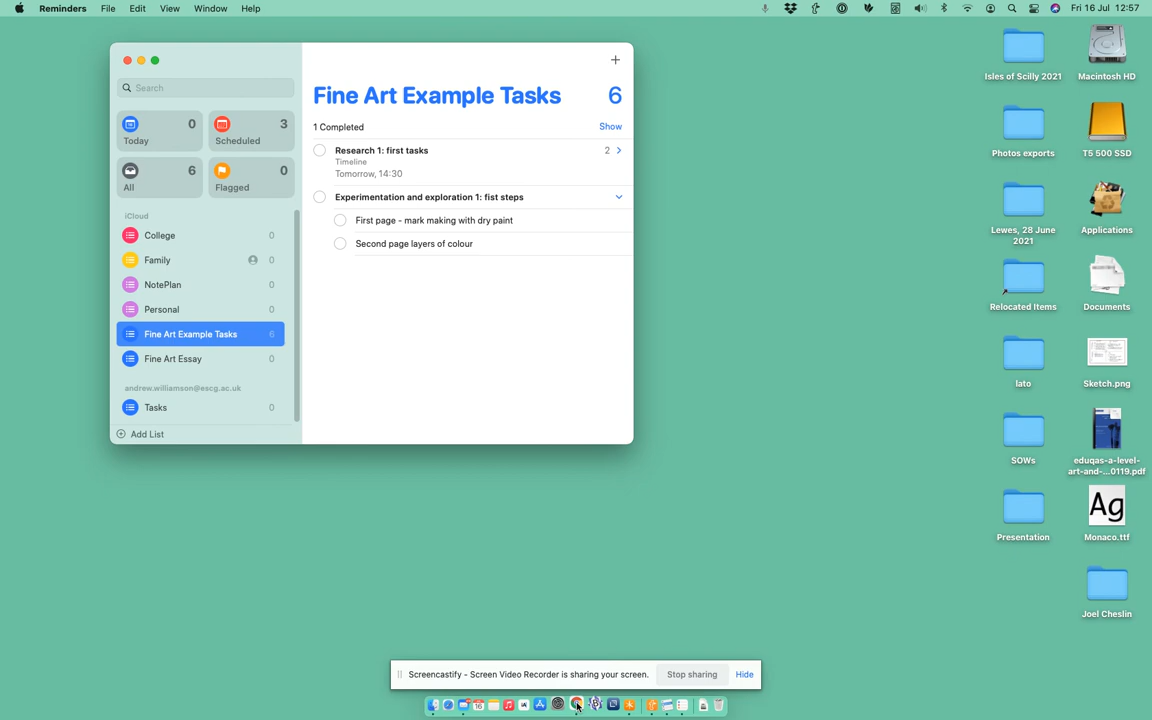 Reminders File Edit View Window Help Fri 16 Jul 12:57
Search
0 Today
3 Scheduled
6 All
0 Flagged
iCloud
College 0
Family 0
NotePlan 0
Personal 0
Fine Art Example Tasks 6
Fine Art Essay 0
andrew.williamson@escg.ac.uk
Tasks 0
Add List
Fine Art Example Tasks 6
1 Completed Show
Research 1: first tasks 2
Timeline
Tomorrow, 14:30
Experimentation and exploration 1: fist steps
First page - mark making with dry paint
Second page layers of colour
Isles of Scilly 2021
Macintosh HD
Photos exports
T5 500 SSD
Lewes, 28 June
2021
Applications
Relocated Items
Documents
lato
Sketch.png
SOWs
eduqas-a-level-
art-and-...0119.pdf
Ag
Presentation
Monaco.ttf
Joel Cheslin
Screencastify - Screen Video Recorder is sharing your screen. Stop sharing Hide
16
iA